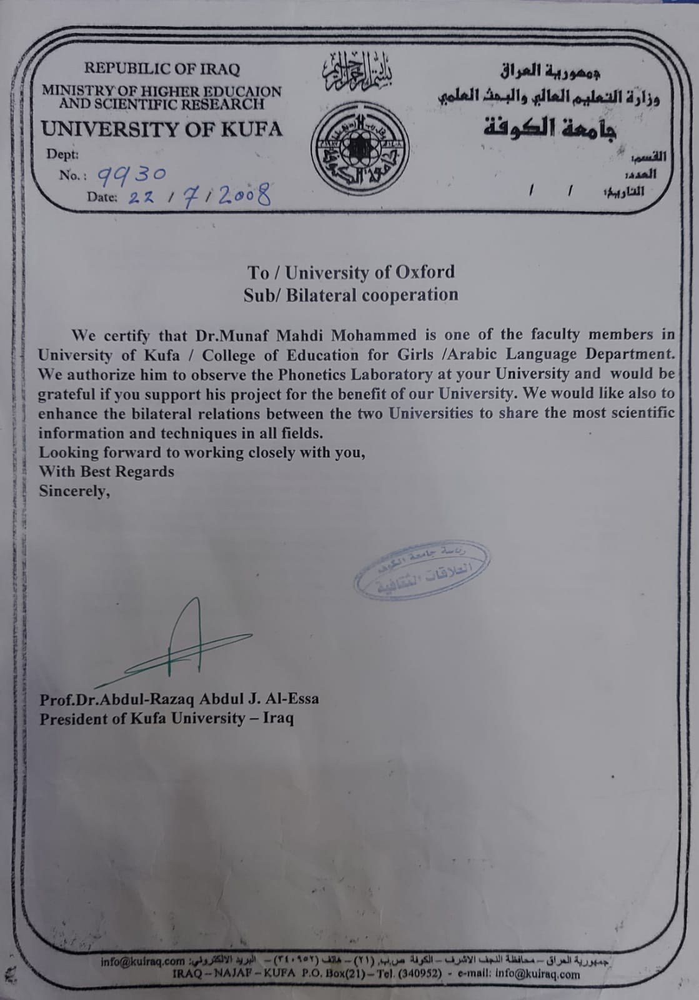 بسم الله الرحمن الرحيم
REPUBILIC OF IRAQ
MINISTRY OF HIGHER EDUCAION
AND SCIENTIFIC RESEARCH
UNIVERSITY OF KUFA
Dept:
No. : 9930
Date: 22 / 7 / 2008
جمهورية العراق
وزارة التعليم العالي والبحث العلمي
جامعة الكوفة
القسم:
العدد:
التاريخ: / /
جامعة الكوفة
To / University of Oxford
Sub/ Bilateral cooperation
We certify that Dr.Munaf Mahdi Mohammed is one of the faculty members in
University of Kufa / College of Education for Girls /Arabic Language Department.
We authorize him to observe the Phonetics Laboratory at your University and would be
grateful if you support his project for the benefit of our University. We would like also to
enhance the bilateral relations between the two Universities to share the most scientific
information and techniques in all fields.
Looking forward to working closely with you,
With Best Regards
Sincerely,
رئاسة جامعة الكوفة
العلاقات الثقافية
Prof.Dr.Abdul-Razaq Abdul J. Al-Essa
President of Kufa University – Iraq
جمهورية العراق – محافظة النجف الاشرف – الكوفة ص.ب. (٢١) – هاتف (٣٤٠٩٥٢) – البريد الالكتروني: info@kuiraq.com
IRAQ – NAJAF – KUFA P.O. Box(21) – Tel. (340952) - e-mail: info@kuiraq.com